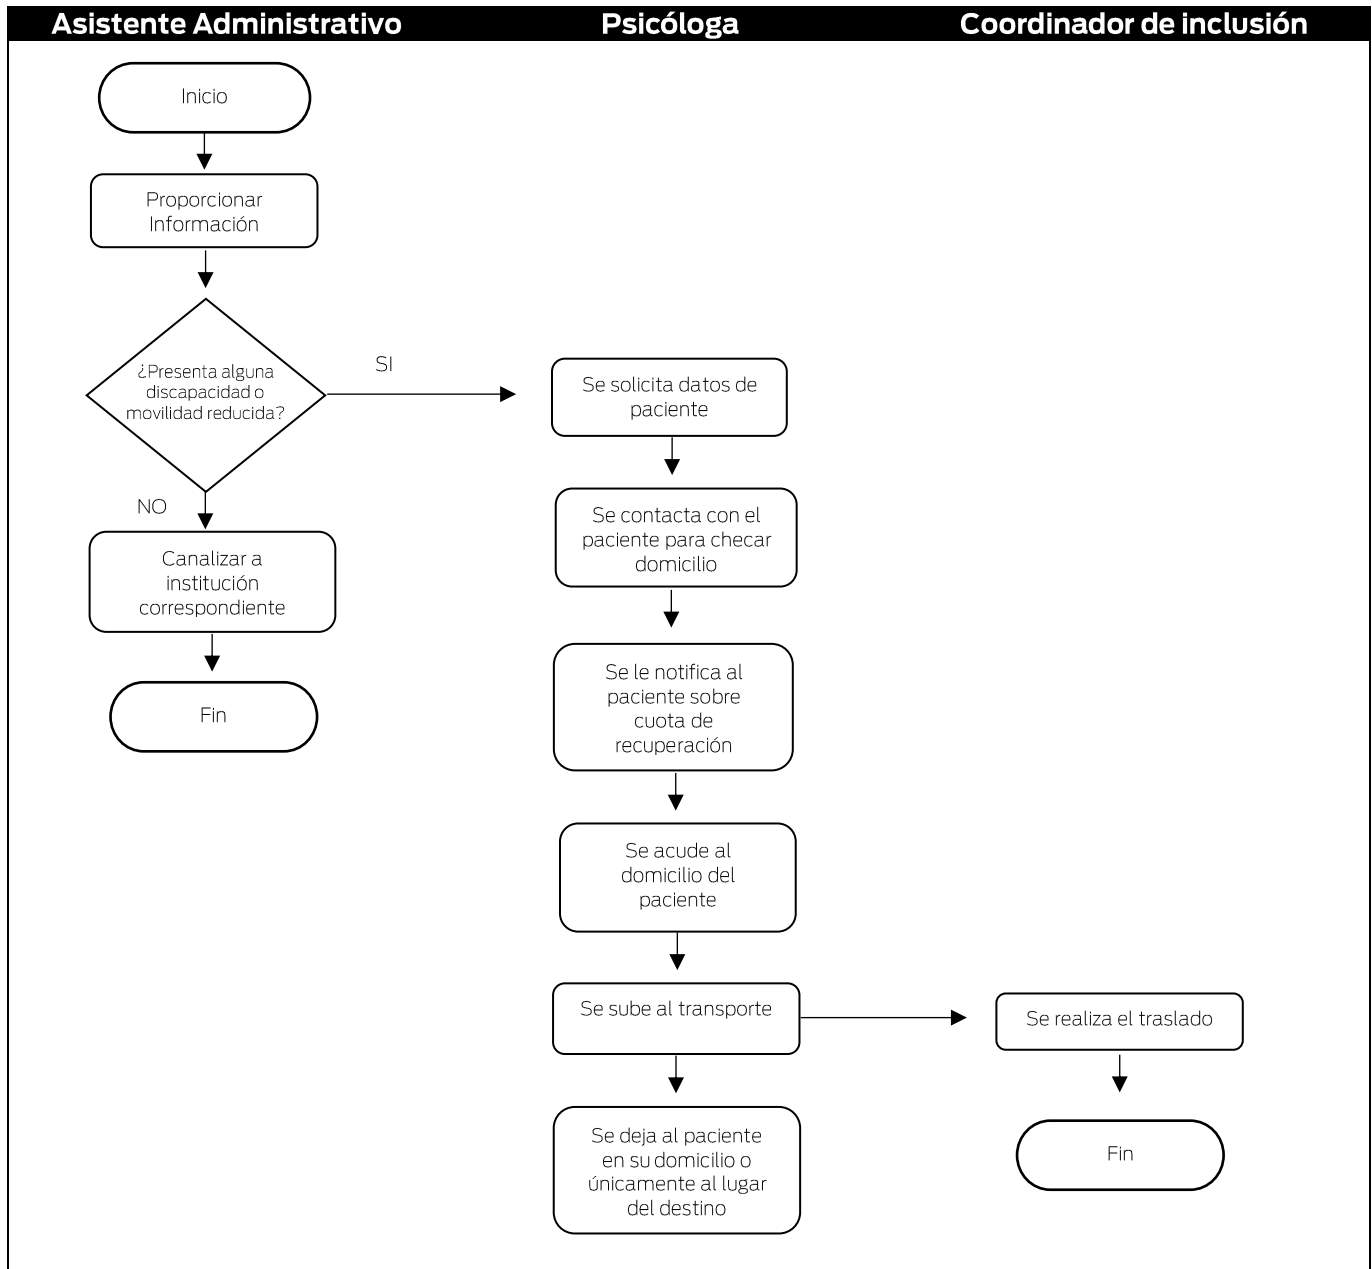 Asistente Administrativo
Psicóloga
Coordinador de inclusión
Inicio
Proporcionar
Información
¿Presenta alguna
discapacidad o
movilidad reducida?
SI
NO
Canalizar a
institución
correspondiente
Fin
Se solicita datos de
paciente
Se contacta con el
paciente para checar
domicilio
Se le notifica al
paciente sobre
cuota de
recuperación
Se acude al
domicilio del
paciente
Se sube al transporte
Se deja al paciente
en su domicilio o
únicamente al lugar
del destino
Se realiza el traslado
Fin